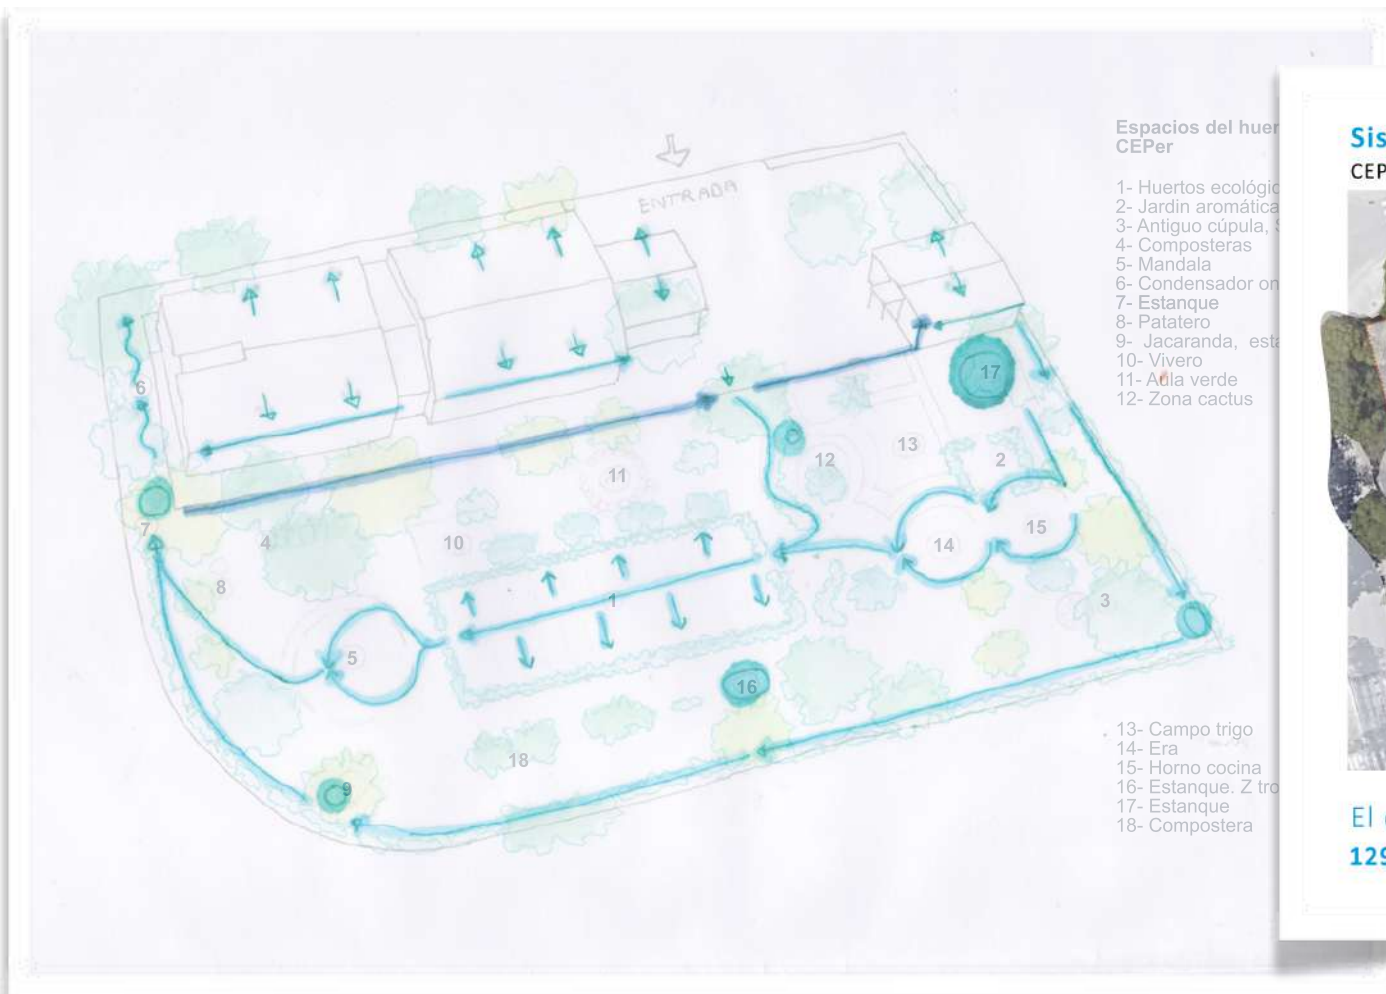 ENTRADA
Espacios del huer
CEPer
1- Huertos ecológic
2- Jardin aromática
3- Antiguo cúpula, S
4- Composteras
5- Mandala
6- Condensador on
7- Estanque
8- Patatero
9- Jacaranda, esta
10- Vivero
11- Aula verde
12- Zona cactus
13- Campo trigo
14- Era
15- Horno cocina
16- Estanque. Z tro
17- Estanque
18- Compostera
6
17
11
12
13
2
7
4
10
14
15
8
1
3
5
16
18
9
Sis
CEP
El
129